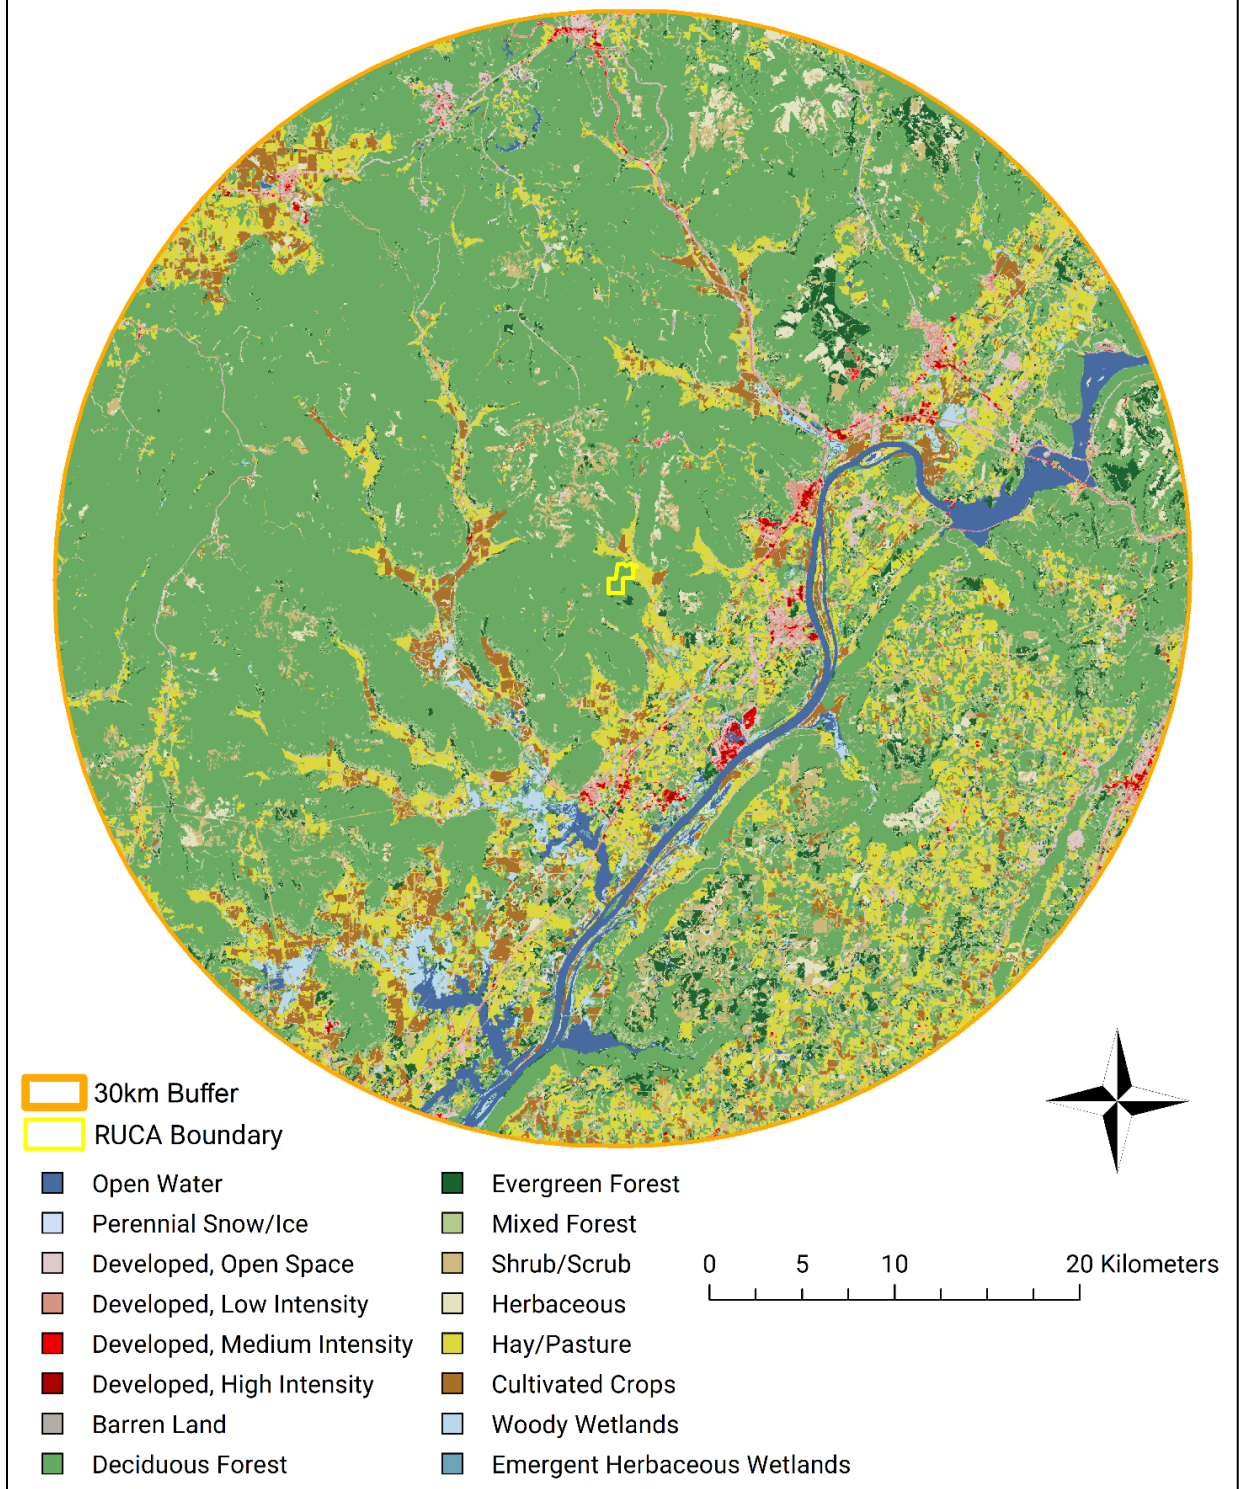 30km Buffer
RUCA Boundary
Open Water
Perennial Snow/Ice
Developed, Open Space
Developed, Low Intensity
Developed, Medium Intensity
Developed, High Intensity
Barren Land
Deciduous Forest
Evergreen Forest
Mixed Forest
Shrub/Scrub
Herbaceous
Hay/Pasture
Cultivated Crops
Woody Wetlands
Emergent Herbaceous Wetlands
0 5 10 20 Kilometers